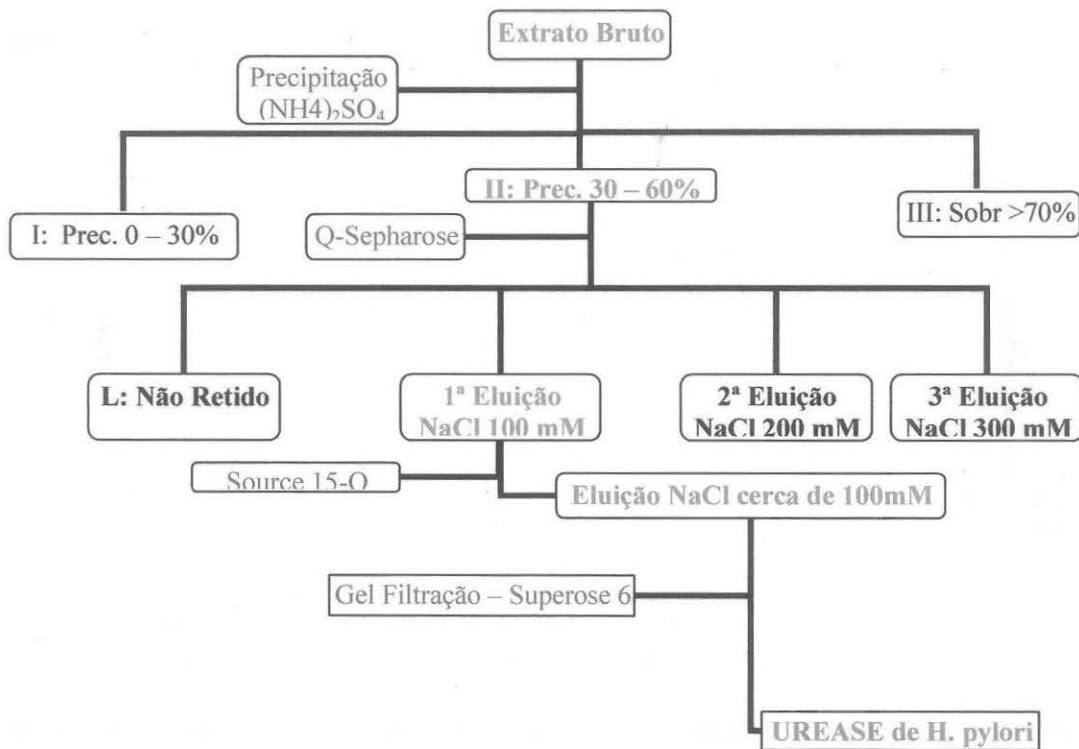 Extrato Bruto
Precipitação
(NH4)₂SO₄
II: Prec. 30 – 60%
I: Prec. 0 – 30%
III: Sobr >70%
Q-Sepharose
L: Não Retido
1ª Eluição
NaCl 100 mM
2ª Eluição
NaCl 200 mM
3ª Eluição
NaCl 300 mM
Source 15-Q
Eluição NaCl cerca de 100mM
Gel Filtração – Superose 6
UREASE de H. pylori